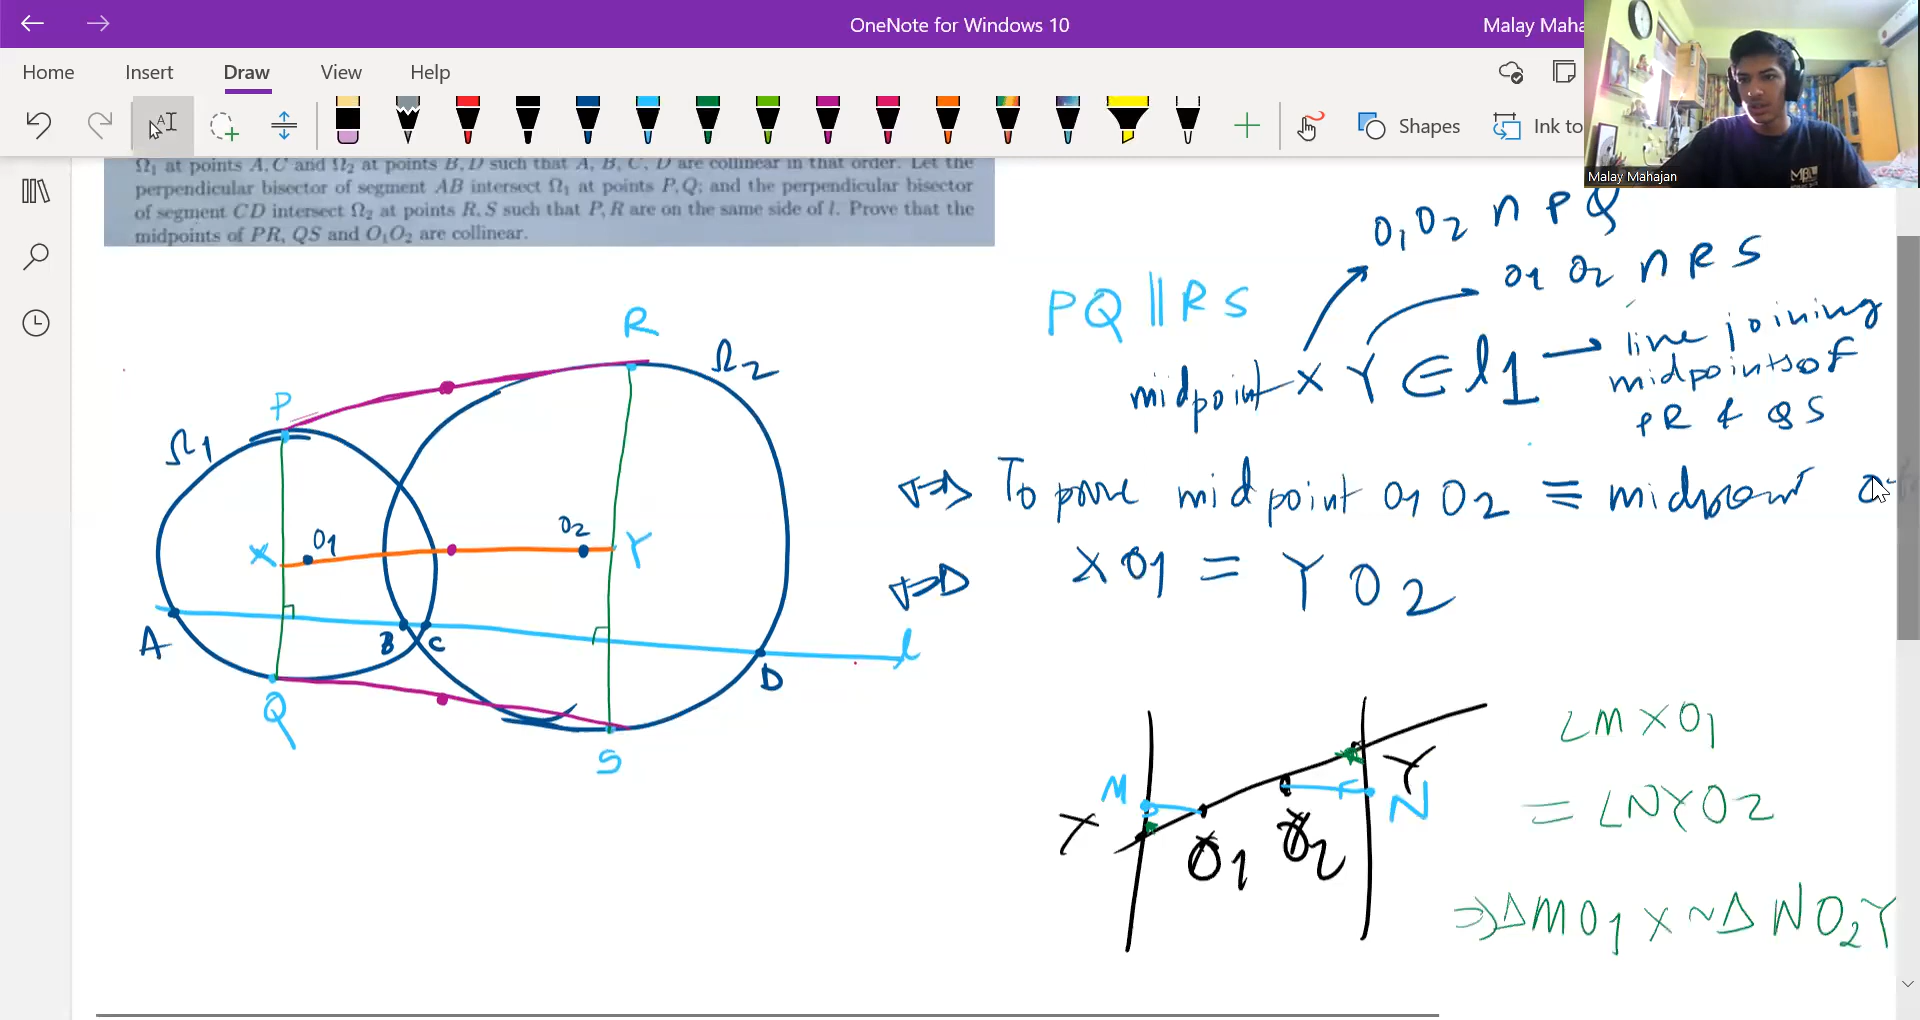 OneNote for Windows 10
Malay Maha
Home Insert Draw View Help
Shapes
Ink to
Malay Mahajan
Ω1 at points A, C and Ω2 at points B, D such that A, B, C, D are collinear in that order. Let the
perpendicular bisector of segment AB intersect Ω1 at points P, Q; and the perpendicular bisector
of segment CD intersect Ω2 at points R, S such that P, R are on the same side of l. Prove that the
midpoints of PR, QS and O1O2 are collinear.
O1O2 ∩ PQ
O1 O2 ∩ RS
PQ || RS
midpoint X Y ∈ l1 → line joining
midpoints of
PR & QS
⇔ To prove midpoint O1O2 ≡ midpoint
⇔ XO1 = YO2
R
Ω2
P
Ω1
X O1 O2 Y
A B C D l
Q
S
M
X
O1
O2
Y
N
∠MXO1
= ∠NYO2
⇒ ΔMO1X ~ ΔNO2Y